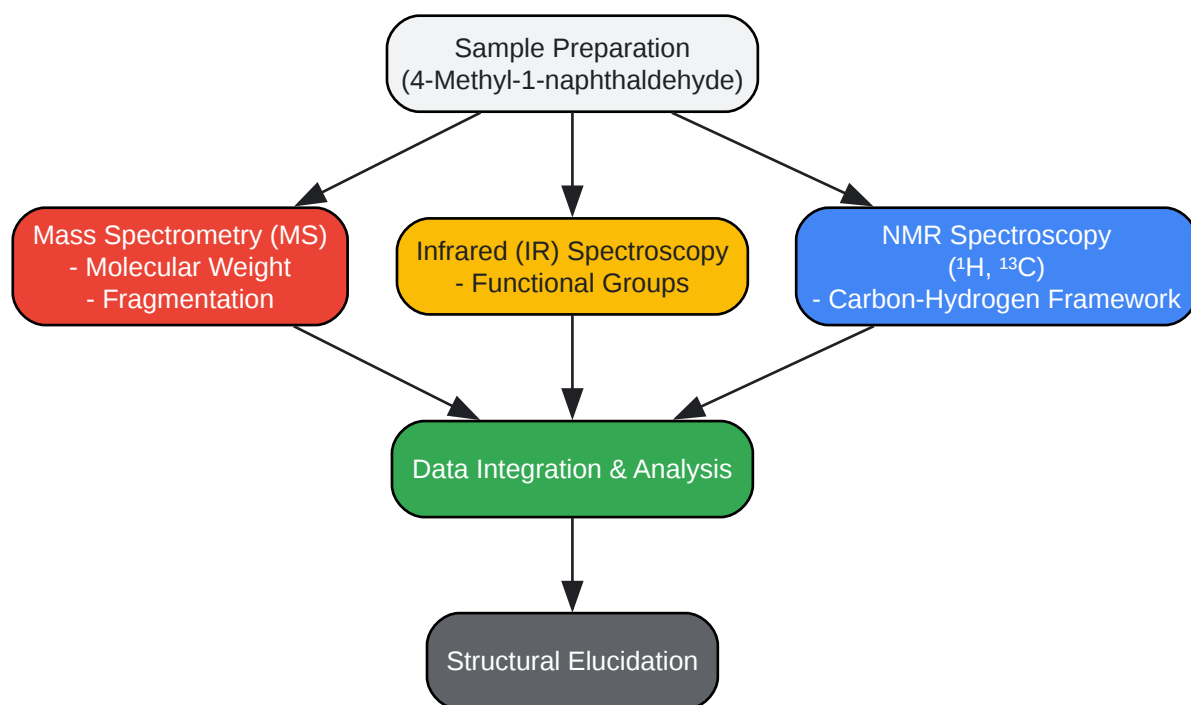 Sample Preparation
(4-Methyl-1-naphthaldehyde)
Mass Spectrometry (MS)
- Molecular Weight
- Fragmentation
Infrared (IR) Spectroscopy
- Functional Groups
NMR Spectroscopy
(¹H, ¹³C)
- Carbon-Hydrogen Framework
Data Integration & Analysis
Structural Elucidation